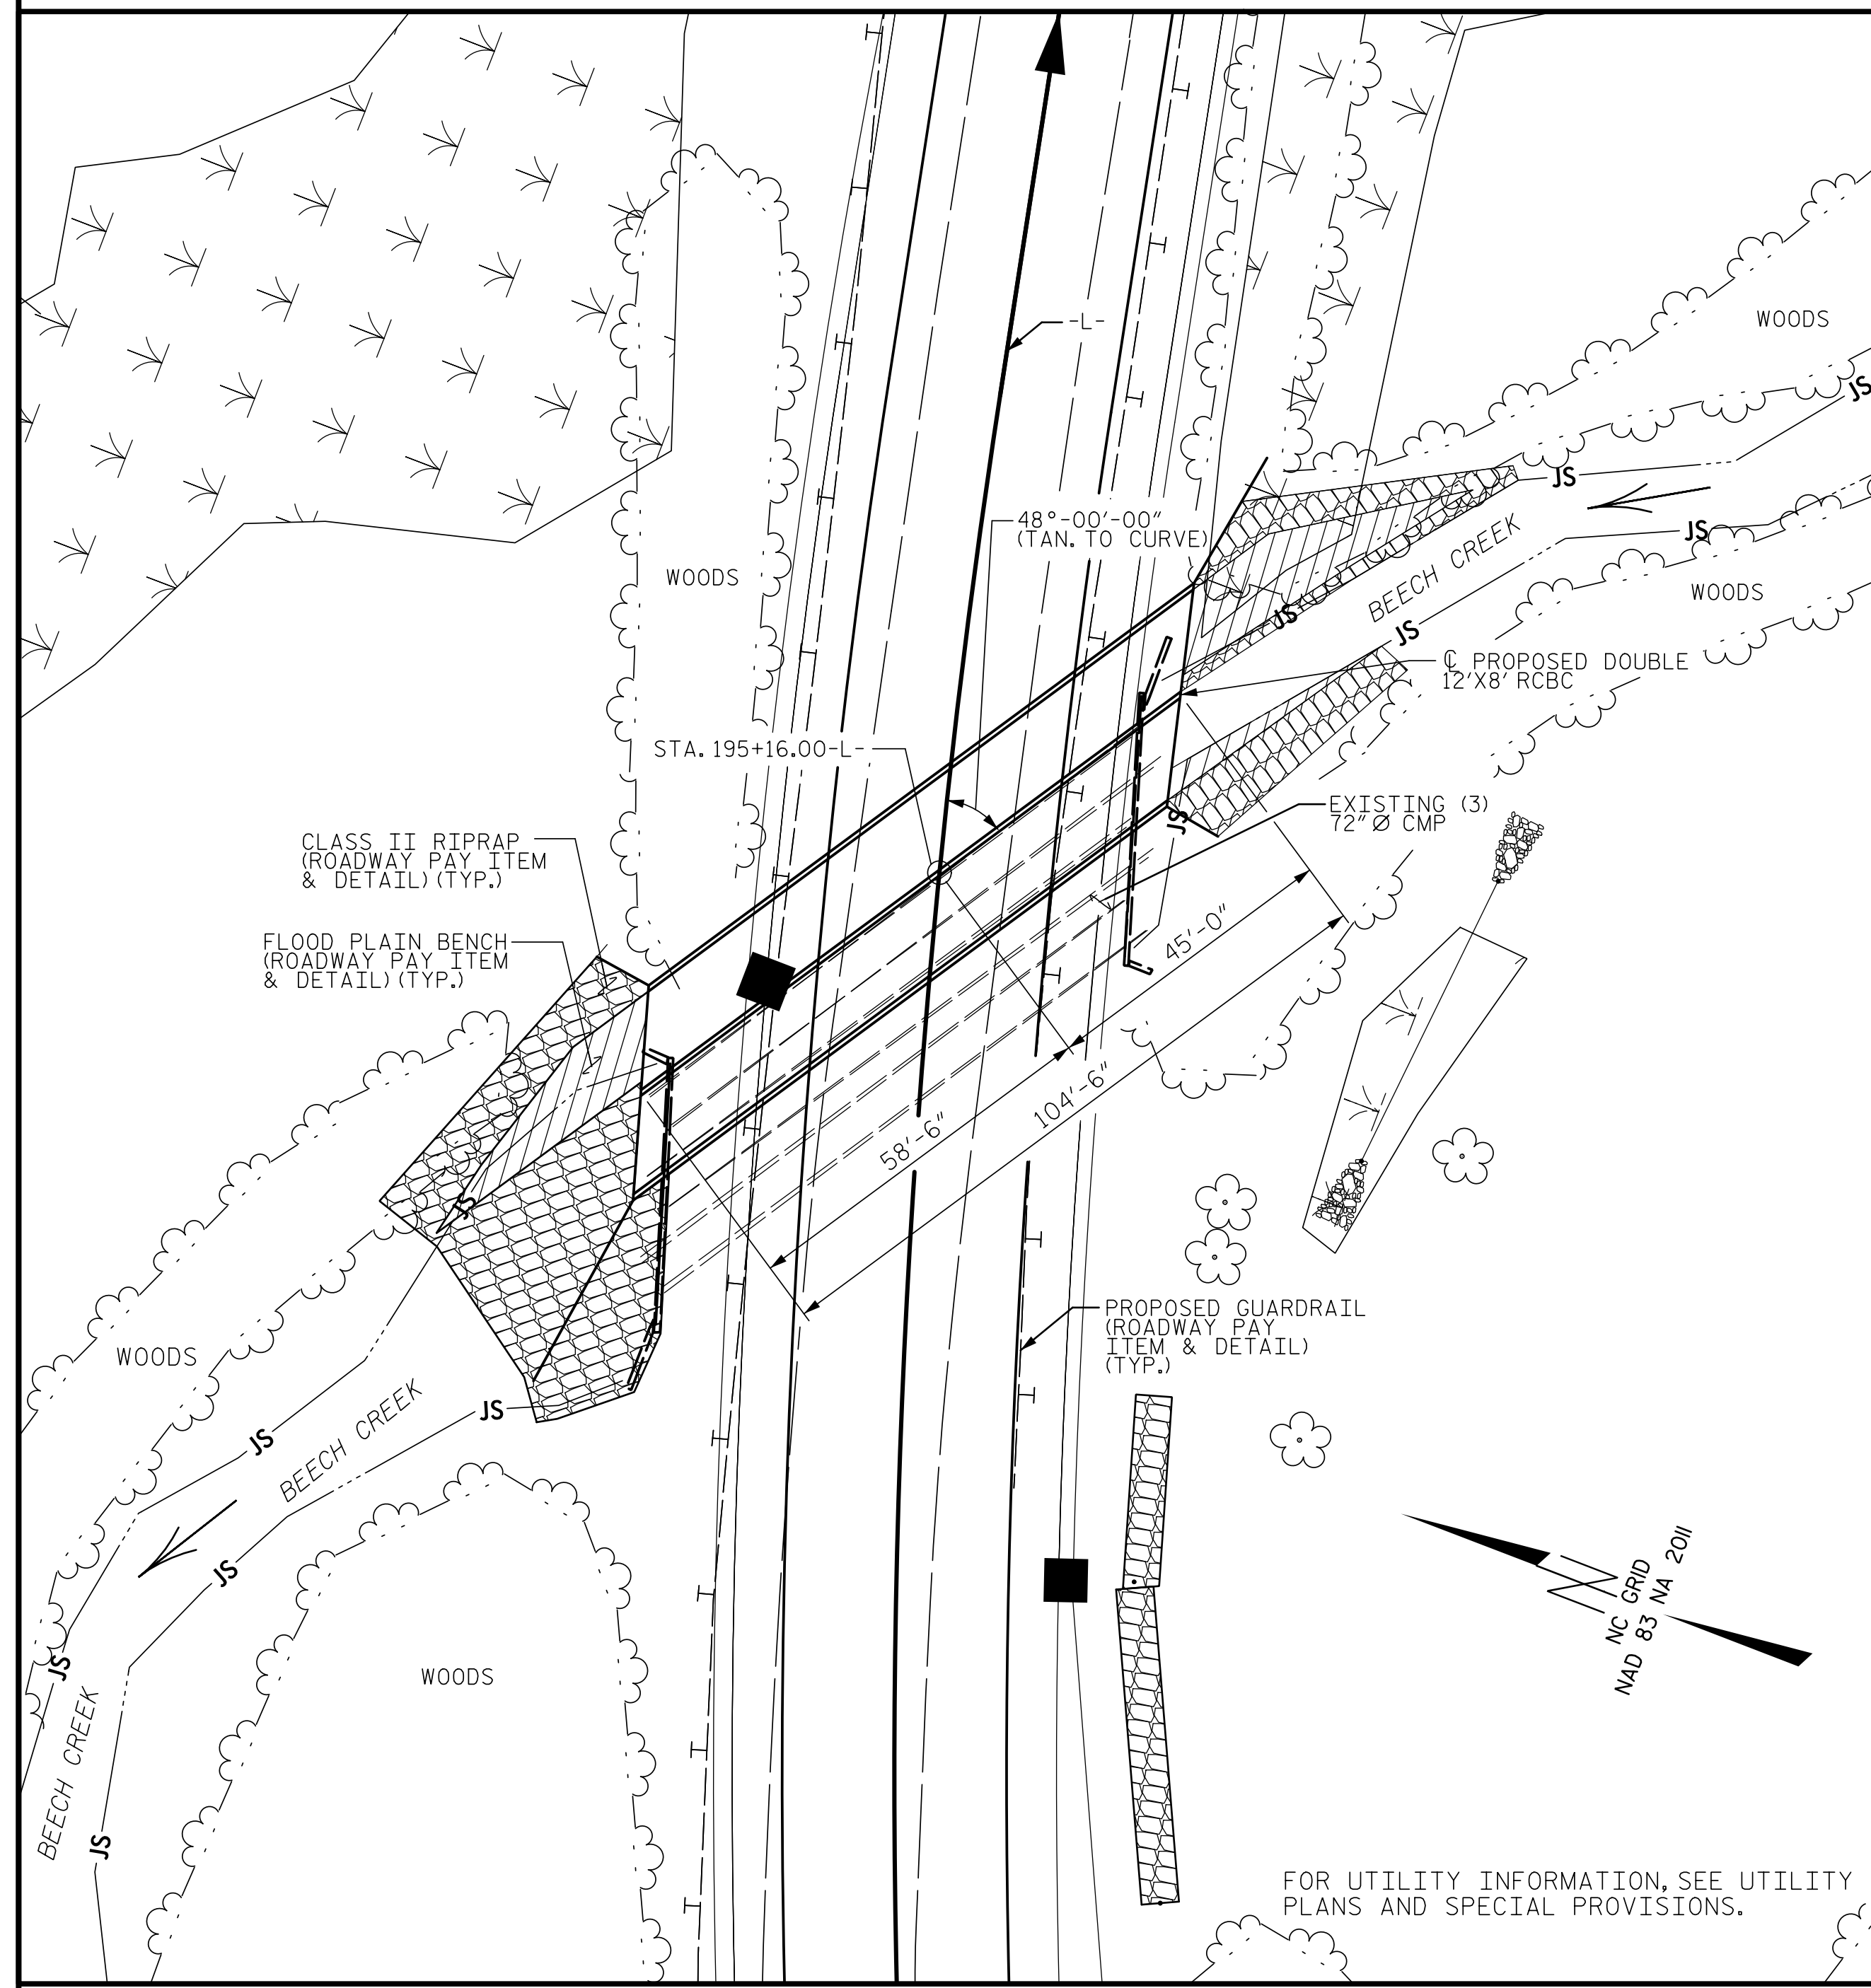 -L-
WOODS
JS
48°-00'-00"
(TAN. TO CURVE)
JS
JS
BEECH CREEK
WOODS
WOODS
JS
JS
℄ PROPOSED DOUBLE
12'X8' RCBC
STA. 195+16.00-L-
EXISTING (3)
72" Ø CMP
JS
CLASS II RIPRAP
(ROADWAY PAY ITEM
& DETAIL) (TYP.)
FLOOD PLAIN BENCH
(ROADWAY PAY ITEM
& DETAIL) (TYP.)
45'-0"
104'-6"
58'-6"
JS
PROPOSED GUARDRAIL
(ROADWAY PAY
ITEM & DETAIL)
(TYP.)
WOODS
JS
JS
BEECH CREEK
JS
JS
WOODS
BEECH CREEK
JS
NC GRID
NAD 83 NA 2011
FOR UTILITY INFORMATION, SEE UTILITY
PLANS AND SPECIAL PROVISIONS.